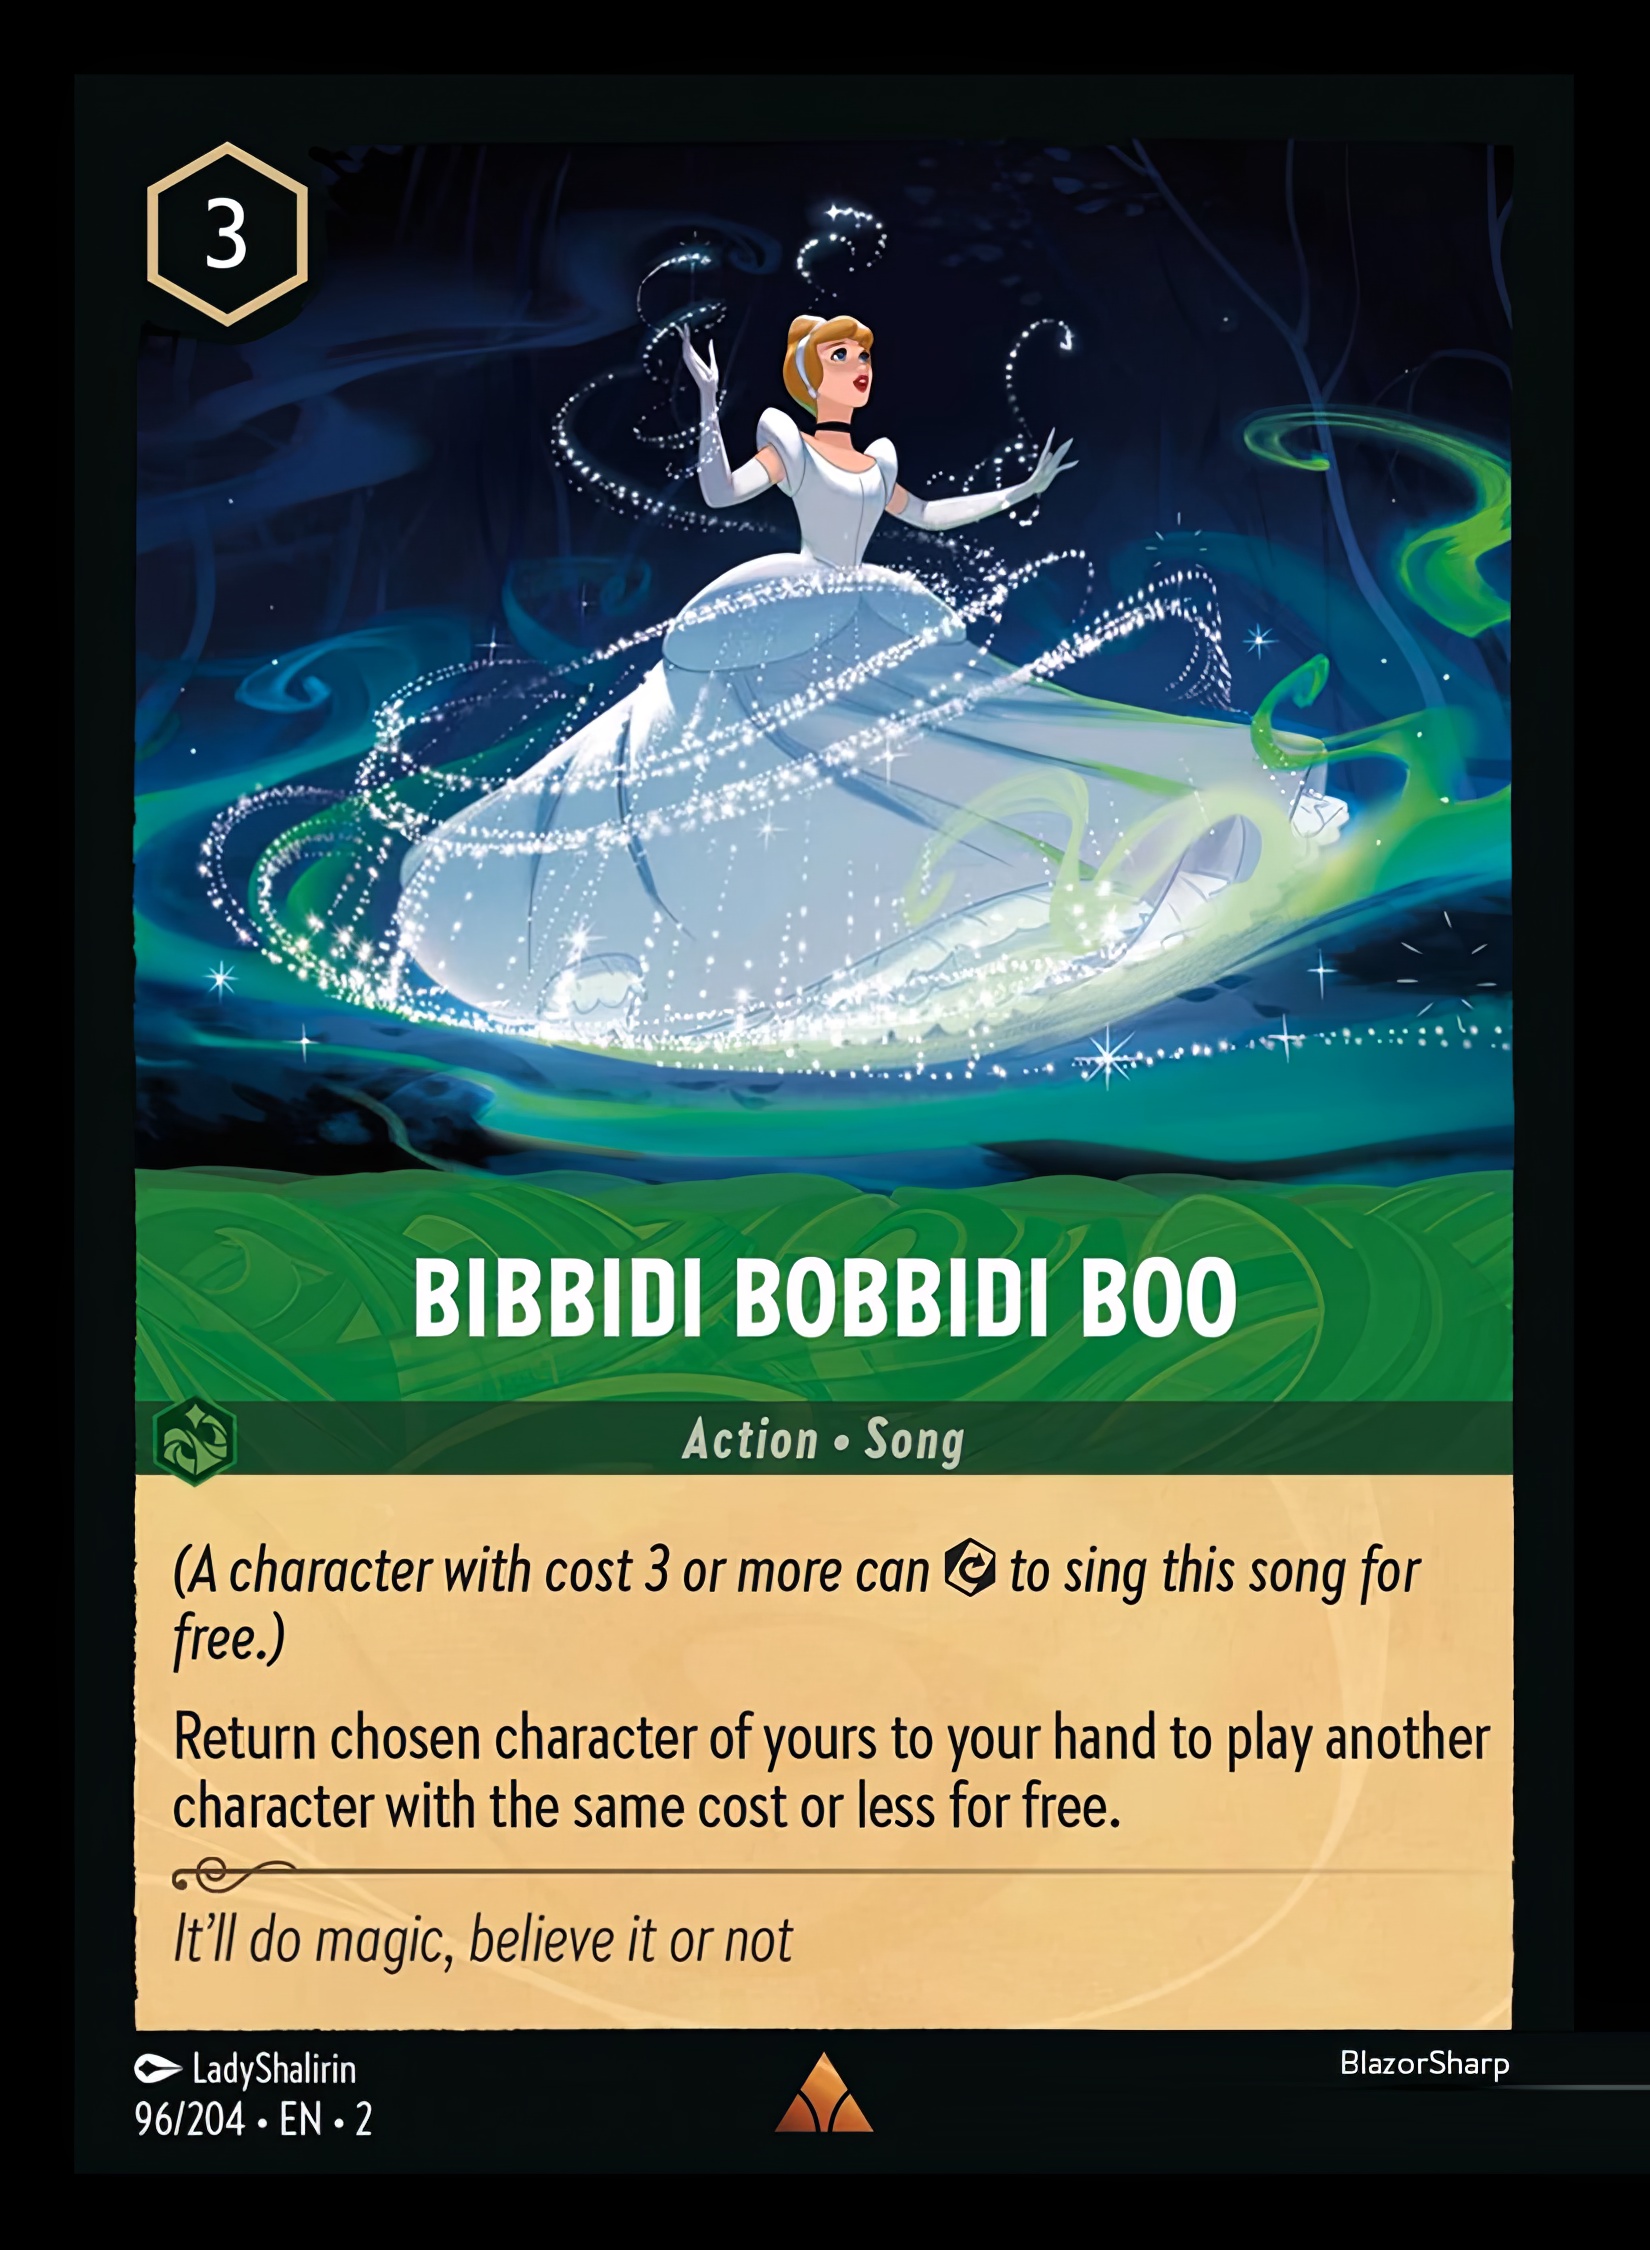 3
BIBBIDI BOBBIDI BOO
Action • Song
(A character with cost 3 or more can to sing this song for
free.)
Return chosen character of yours to your hand to play another
character with the same cost or less for free.
It'll do magic, believe it or not
LadyShalirin
BlazorSharp
96/204 • EN • 2